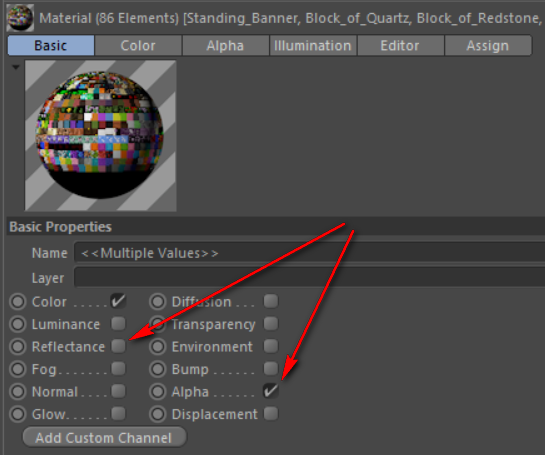 Material (86 Elements) [Standing_Banner, Block_of_Quartz, Block_of_Redstone,
Basic Color Alpha Illumination Editor Assign
Basic Properties
Name <<Multiple Values>>
Layer
Color . . . . . Diffusion . . .
Luminance Transparency
Reflectance Environment
Fog. . . . . . Bump . . . . . .
Normal . . . . Alpha . . . . . .
Glow. . . . . . Displacement
Add Custom Channel